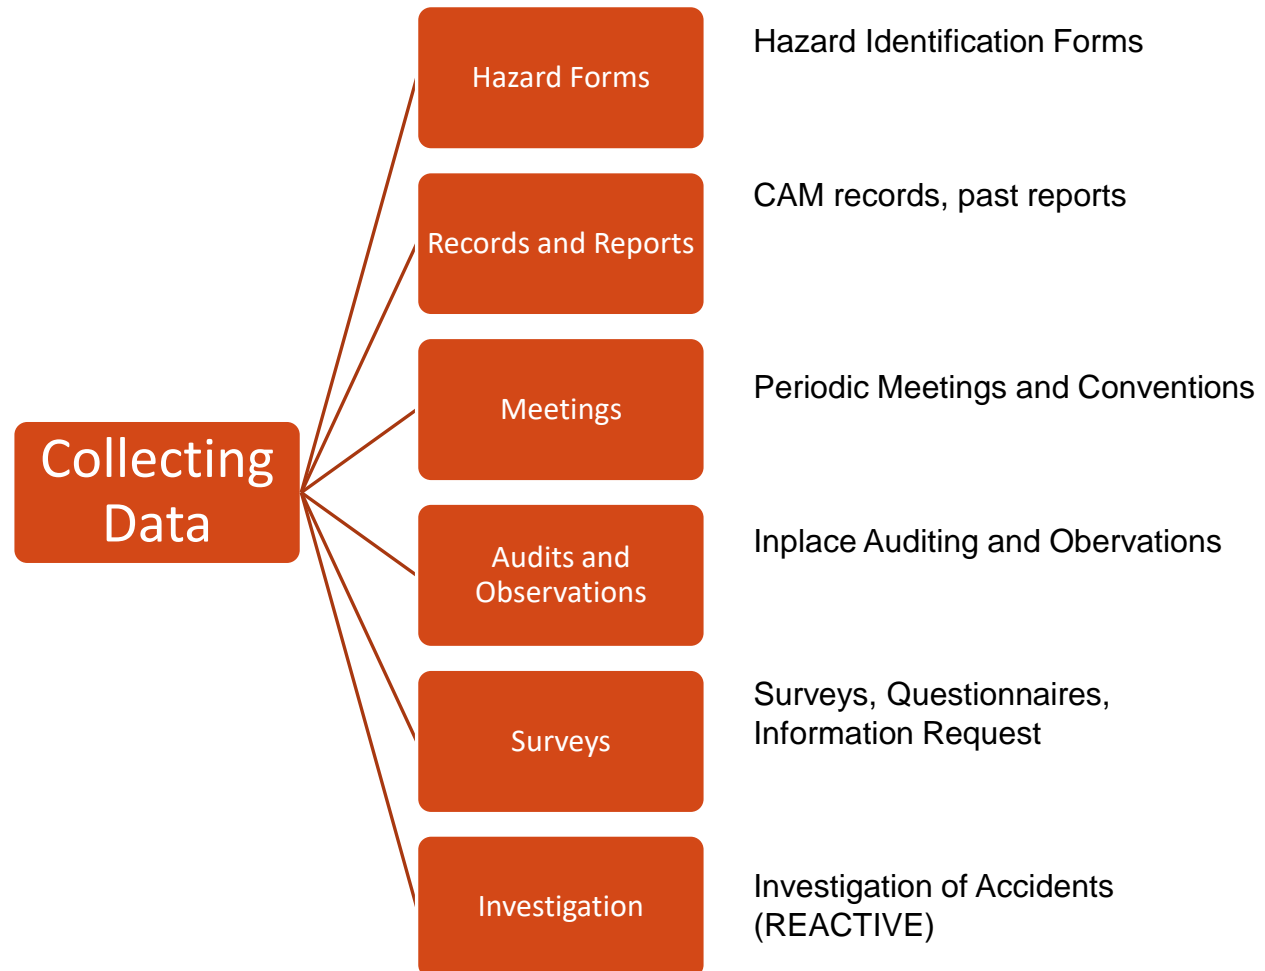 Hazard Forms
Hazard Identification Forms
Records and Reports
CAM records, past reports
Meetings
Periodic Meetings and Conventions
Collecting
Data
Audits and
Observations
Inplace Auditing and Obervations
Surveys
Surveys, Questionnaires,
Information Request
Investigation
Investigation of Accidents
(REACTIVE)